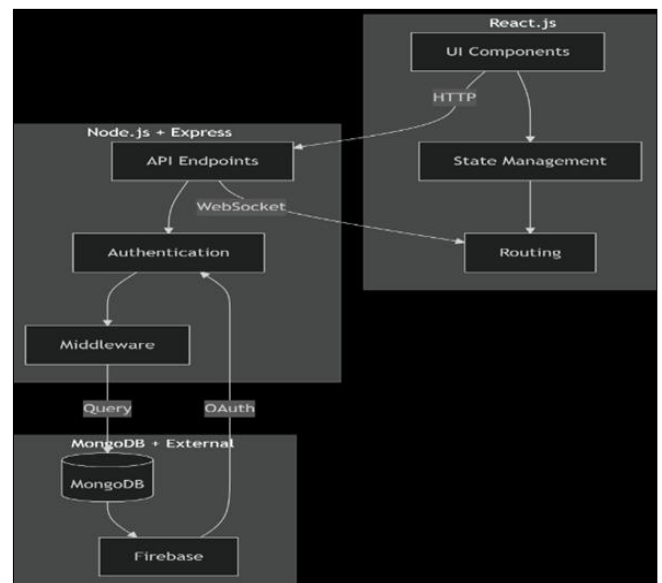 React.js
UI Components
HTTP
Node.js + Express
API Endpoints
State Management
WebSocket
Authentication
Routing
Middleware
Query
OAuth
MongoDB + External
MongoDB
Firebase